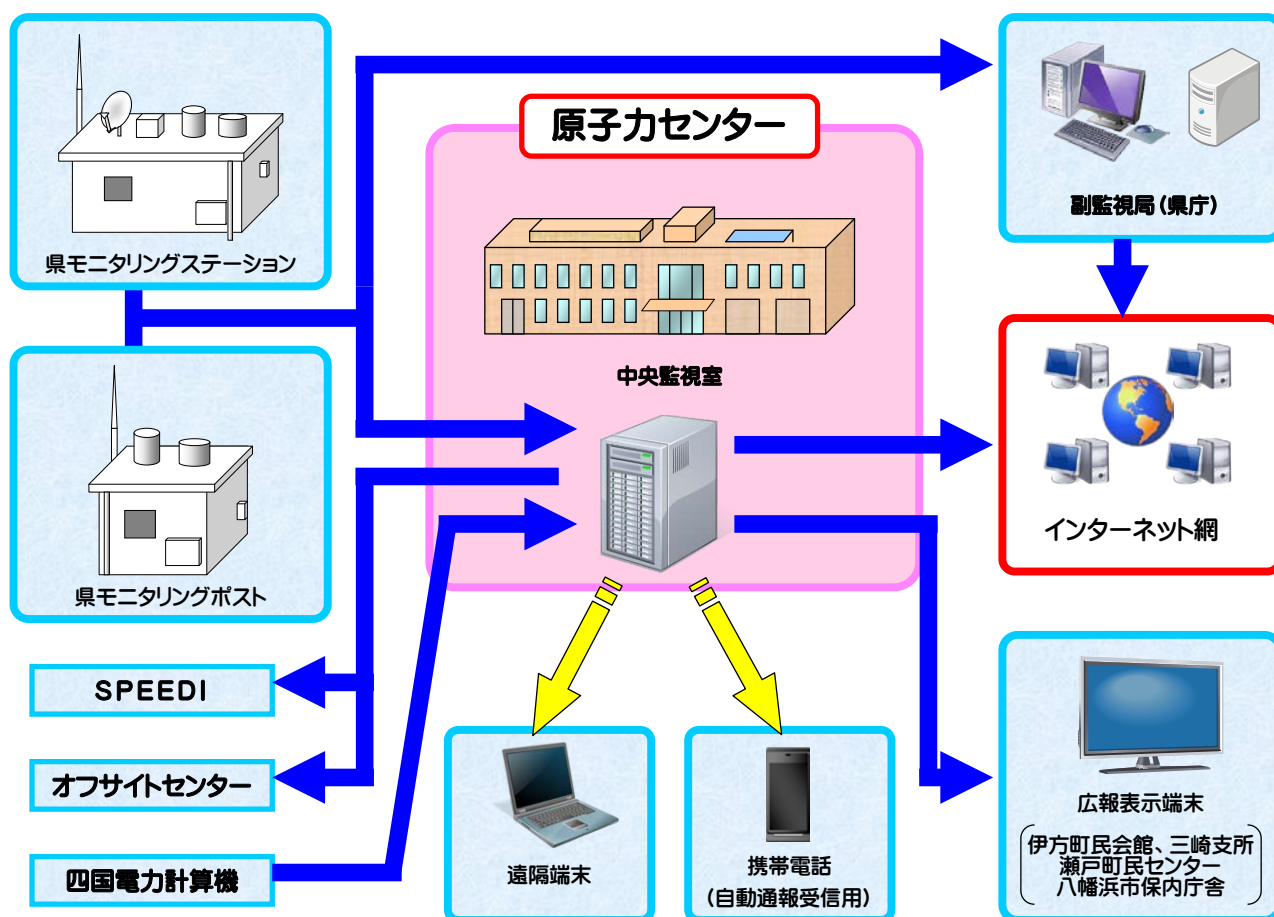 原子力センター
県モニタリングステーション
副監視局(県庁)
中央監視室
インターネット網
県モニタリングポスト
SPEEDI
オフサイトセンター
四国電力計算機
遠隔端末
携帯電話
(自動通報受信用)
広報表示端末
伊方町民会館、三崎支所
瀬戸町民センター
八幡浜市保内庁舎